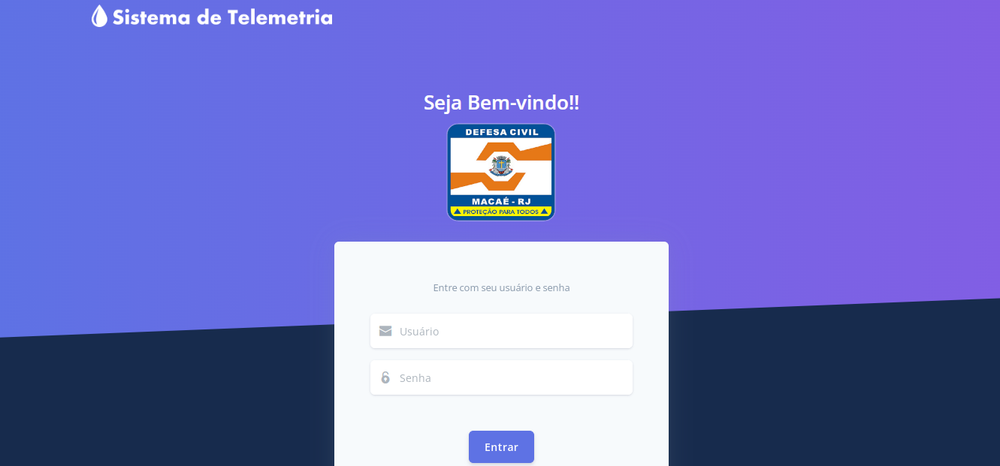 Sistema de Telemetria
Seja Bem-vindo!!
DEFESA CIVIL
MACAÉ - RJ
PROTEÇÃO PARA TODOS
Entre com seu usuário e senha
Usuário
Senha
Entrar